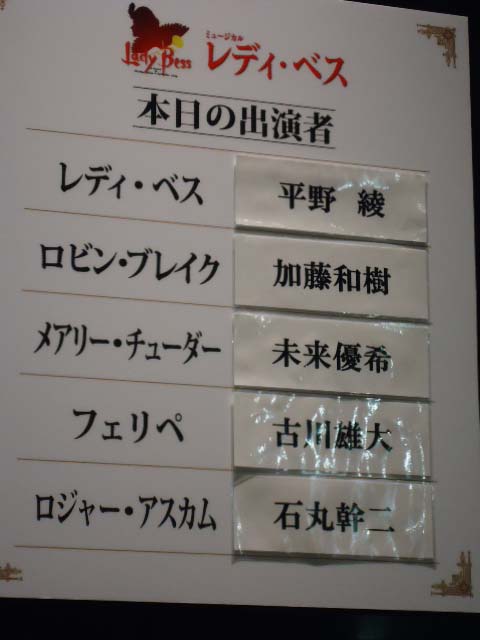 Lady Bess
ミュージカル
レディ・ベス
本日の出演者
レディ・ベス 平野 綾
ロビン・ブレイク 加藤和樹
メアリー・チューダー 未来優希
フェリペ 古川雄大
ロジャー・アスカム 石丸幹二